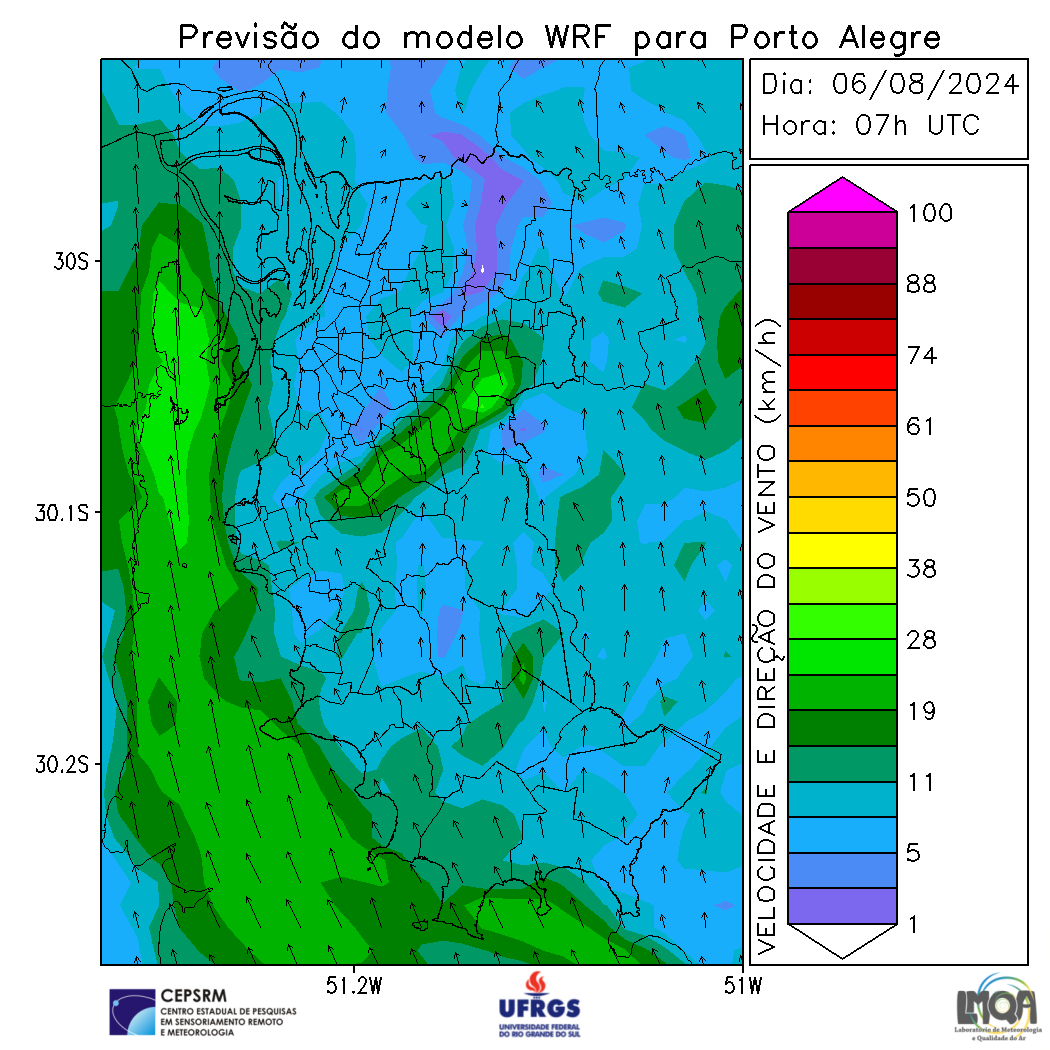 Previsão do modelo WRF para Porto Alegre
Dia: 06/08/2024
Hora: 07h UTC
30S
30.1S
30.2S
51.2W
51W
VELOCIDADE E DIREÇÃO DO VENTO (km/h)
100
88
74
61
50
38
28
19
11
5
1
CEPSRM
CENTRO ESTADUAL DE PESQUISAS
EM SENSORIAMENTO REMOTO
E METEOROLOGIA
UFRGS
UNIVERSIDADE FEDERAL
DO RIO GRANDE DO SUL
LMQA
Laboratório de Meteorologia
e Qualidade do Ar